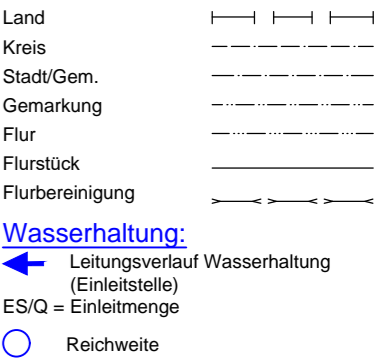 Land
Kreis
Stadt/Gem.
Gemarkung
Flur
Flurstück
Flurbereinigung
Wasserhaltung:
Leitungsverlauf Wasserhaltung
(Einleitstelle)
ES/Q = Einleitmenge
Reichweite